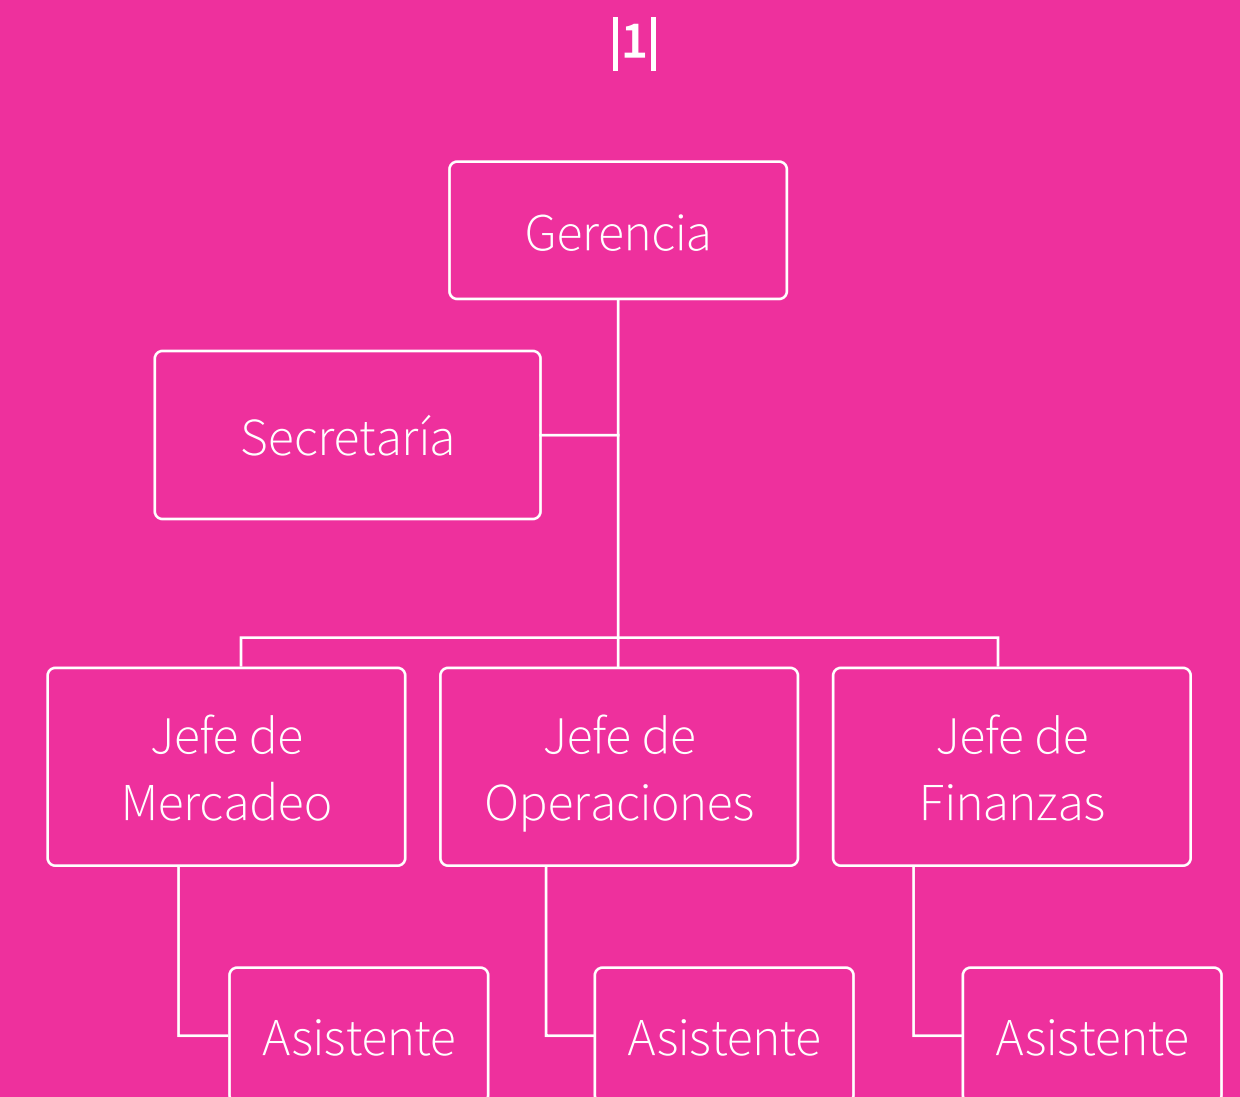 |1|
Gerencia
Secretaría
Jefe de
Mercadeo
Jefe de
Operaciones
Jefe de
Finanzas
Asistente
Asistente
Asistente